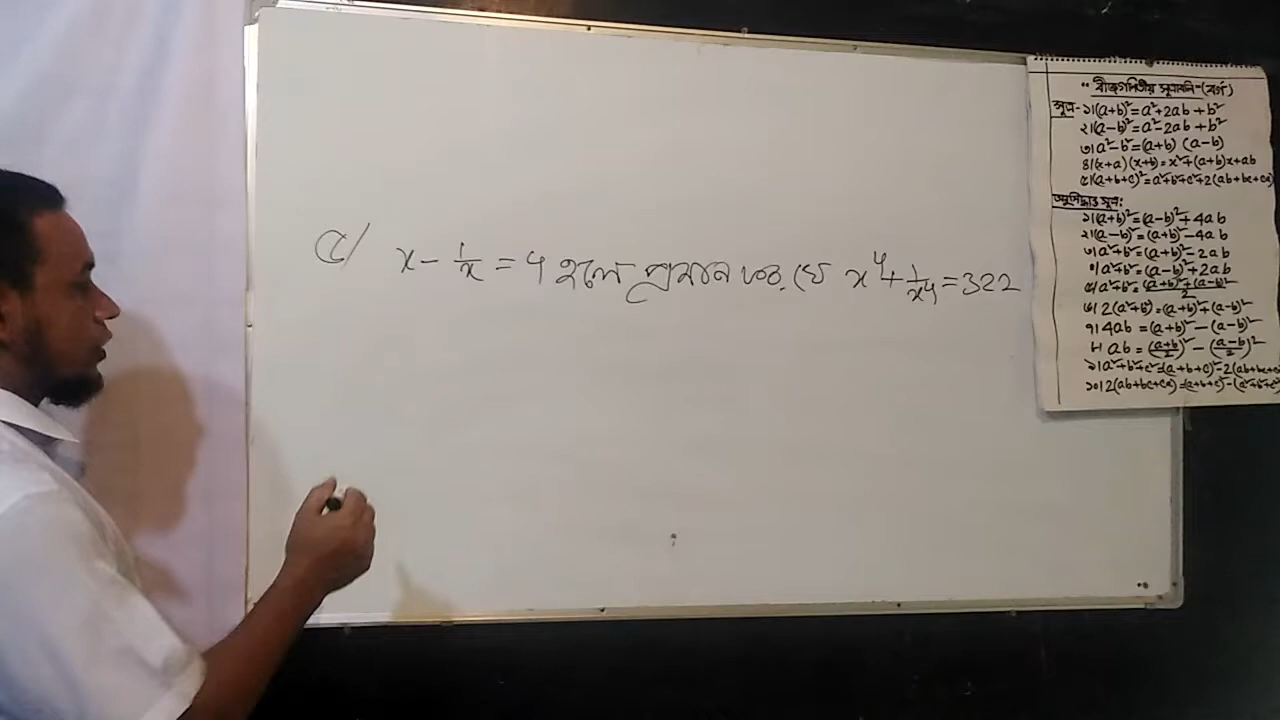 ৫/ x - 1/x = 4 হলে প্রমান কর যে x⁴ + 1/x⁴ = 322
" বীজগণিতীয় সূত্রাবলি-(বর্গ)
সূত্র- ১। (a+b)² = a²+2ab+b²
২। (a-b)² = a²-2ab+b²
৩। a²-b² = (a+b) (a-b)
৪। (x+a) (x+b) = x²+(a+b)x+ab
৫। (a+b+c)² = a²+b²+c²+2(ab+bc+ca)
অনুসিদ্ধান্ত সূত্র:
১। (a+b)² = (a-b)²+4ab
২। (a-b)² = (a+b)²-4ab
৩। a²+b² = (a+b)²-2ab
৪। a²+b² = (a-b)²+2ab
৫। a²+b² = (a+b)²+(a-b)²/2
৬। 2(a²+b²) = (a+b)²+(a-b)²
৭। 4ab = (a+b)² - (a-b)²
৮। ab = (a+b/2)² - (a-b/2)²
৯। a²+b²+c² = (a+b+c)²-2(ab+bc+c
১০। 2(ab+bc+ca) = (a+b+c)²-(a²+b²+c²